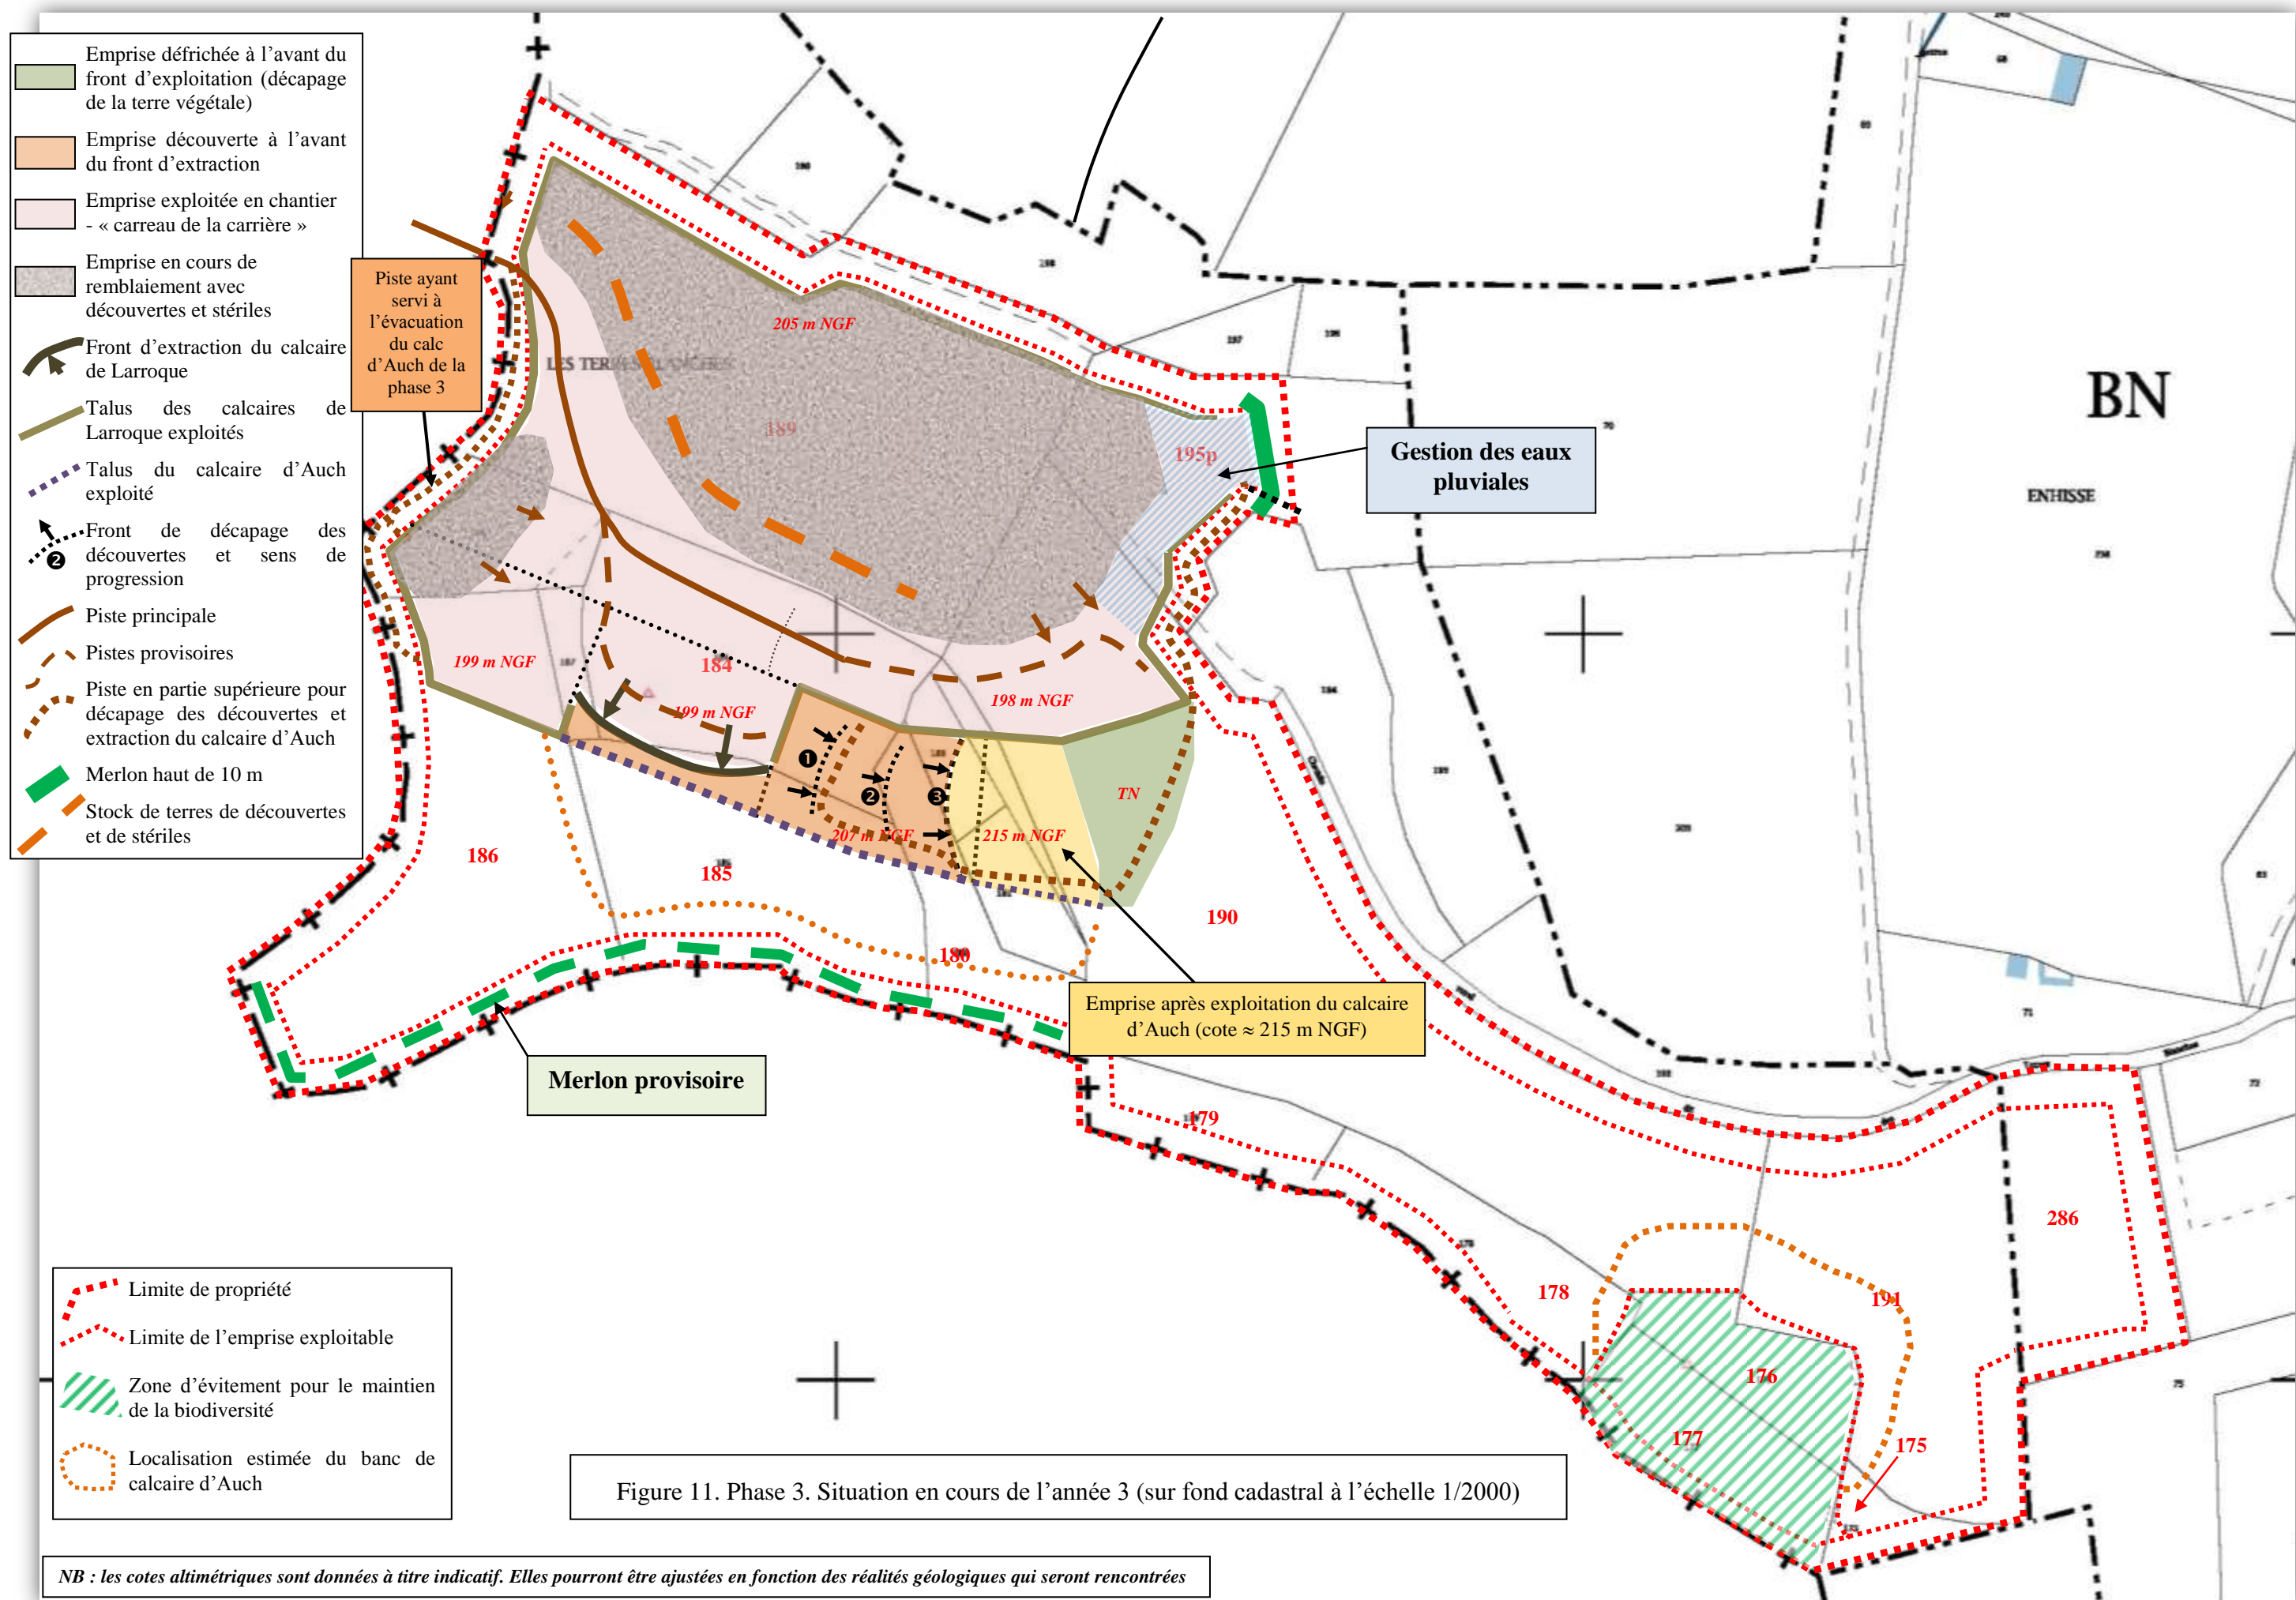 Emprise défrichée à l’avant du
front d’exploitation (décapage
de la terre végétale)
Emprise découverte à l’avant
du front d’extraction
Emprise exploitée en chantier
- « carreau de la carrière »
Emprise en cours de
remblaiement avec
découvertes et stériles
Front d’extraction du calcaire
de Larroque
Talus des calcaires de
Larroque exploités
Talus du calcaire d’Auch
exploité
Front de décapage des
découvertes et sens de
progression
❷
Piste principale
Pistes provisoires
Piste en partie supérieure pour
décapage des découvertes et
extraction du calcaire d’Auch
Merlon haut de 10 m
Stock de terres de découvertes
et de stériles
Piste ayant
servi à
l’évacuation
du calc
d’Auch de la
phase 3
205 m NGF
189
195p
Gestion des eaux
pluviales
BN
ENHISSE
199 m NGF
184
199 m NGF
198 m NGF
❶
❷
❸
207 m NGF
215 m NGF
TN
186
185
180
190
Emprise après exploitation du calcaire
d’Auch (cote ≈ 215 m NGF)
Merlon provisoire
179
178
286
191
176
177
175
Limite de propriété
Limite de l’emprise exploitable
Zone d’évitement pour le maintien
de la biodiversité
Localisation estimée du banc de
calcaire d’Auch
Figure 11. Phase 3. Situation en cours de l’année 3 (sur fond cadastral à l’échelle 1/2000)
NB : les cotes altimétriques sont données à titre indicatif. Elles pourront être ajustées en fonction des réalités géologiques qui seront rencontrées